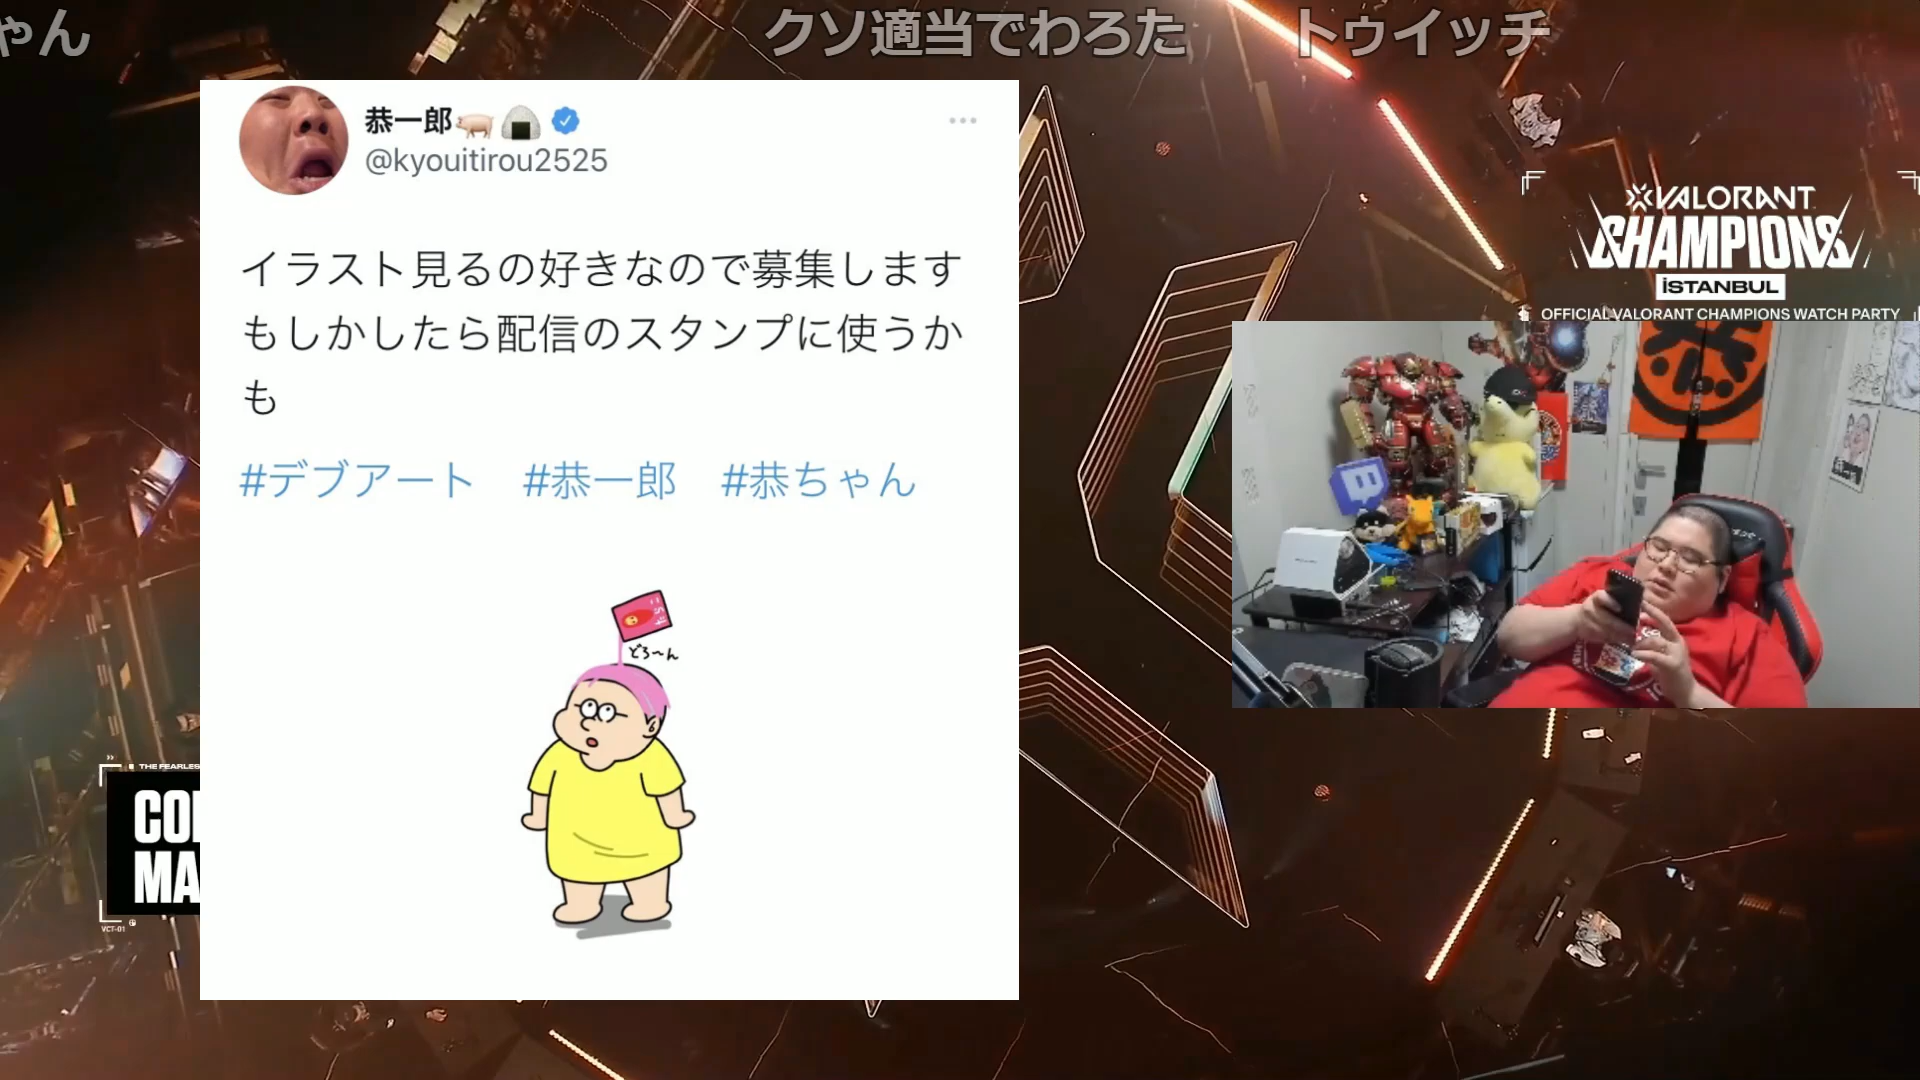 ゃん
クソ適当でわろた
トゥイッチ
恭一郎🐖🍙
@kyouitirou2525
イラスト見るの好きなので募集します
もしかしたら配信のスタンプに使うか
も
#デブアート #恭一郎 #恭ちゃん
どろ〜ん
VALORANT
CHAMPIONS
İSTANBUL
OFFICIAL VALORANT CHAMPIONS WATCH PARTY
THE FEARLES
VCT-01